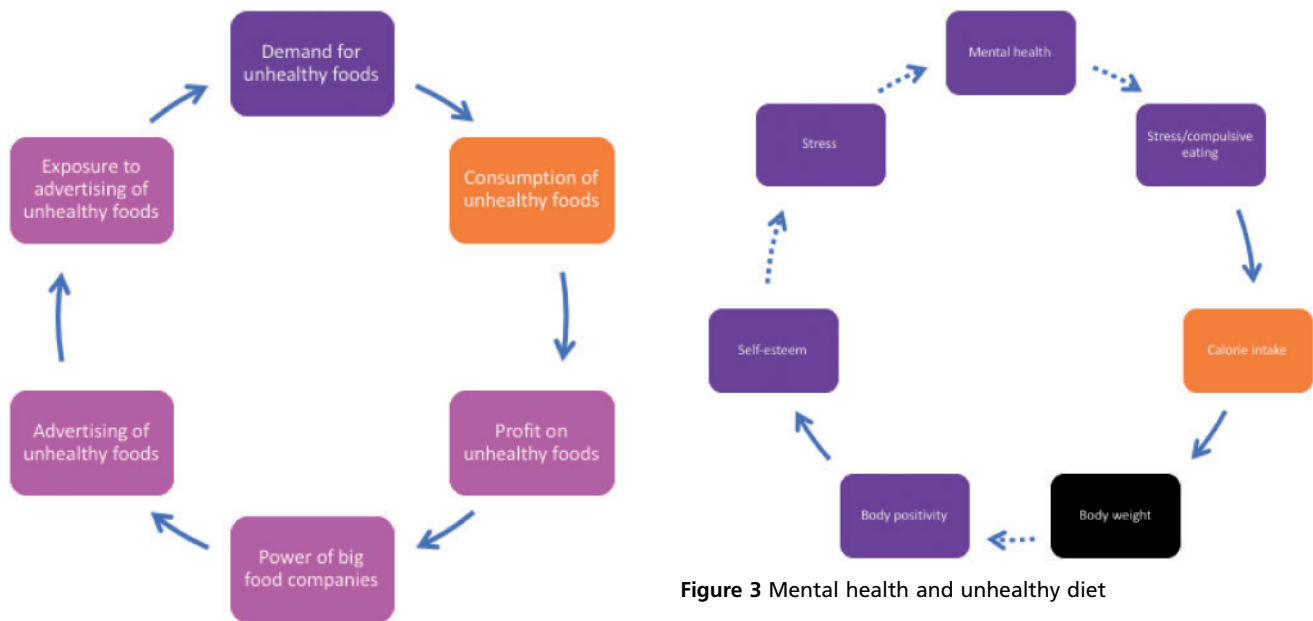 Demand for
unhealthy foods
Consumption of
unhealthy foods
Profit on
unhealthy foods
Power of big
food companies
Advertising of
unhealthy foods
Exposure to
advertising of
unhealthy foods
Mental health
Stress/compulsive
eating
Calorie intake
Body weight
Body positivity
Self-esteem
Stress
Figure 3 Mental health and unhealthy diet